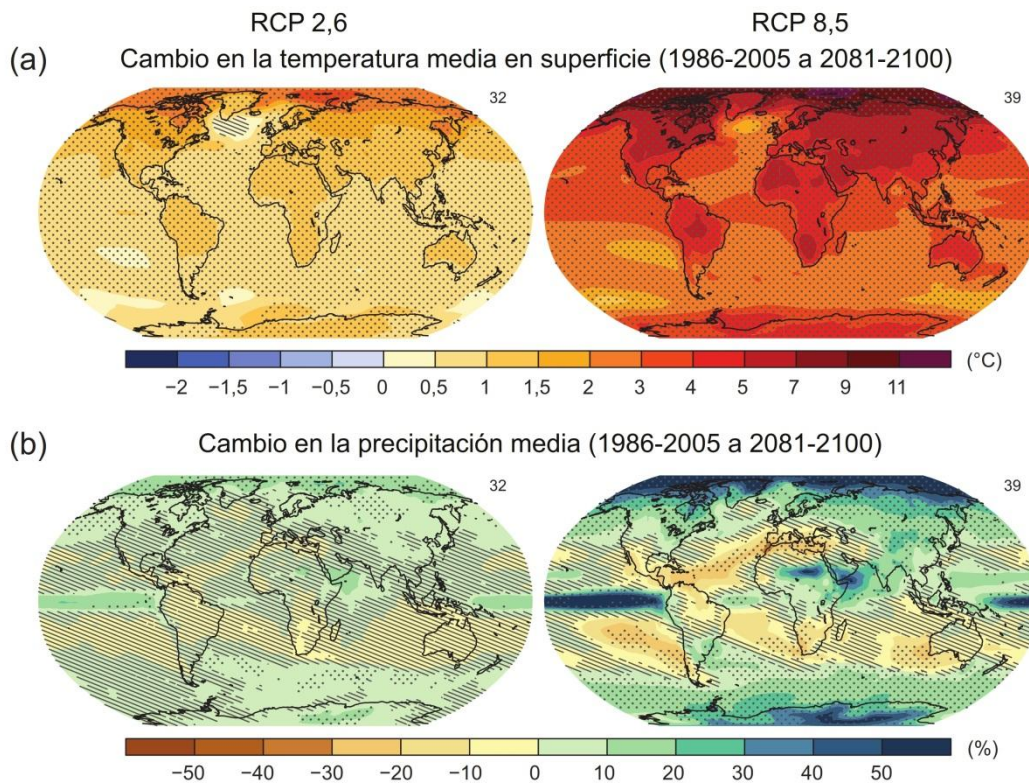 RCP 2,6 RCP 8,5
(a) Cambio en la temperatura media en superficie (1986-2005 a 2081-2100)
32 39
−2 −1,5 −1 −0,5 0 0,5 1 1,5 2 3 4 5 7 9 11 (°C)
(b) Cambio en la precipitación media (1986-2005 a 2081-2100)
32 39
−50 −40 −30 −20 −10 0 10 20 30 40 50 (%)